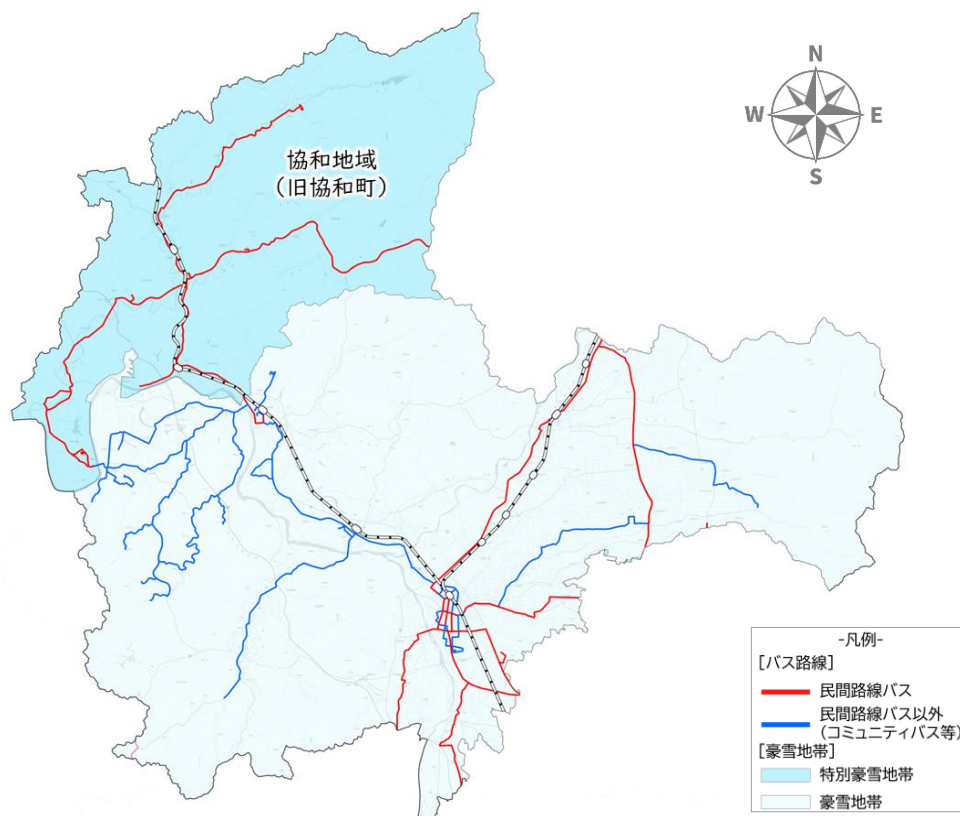 N
W
E
S
協和地域
（旧協和町）
-凡例-
[バス路線]
民間路線バス
民間路線バス以外
（コミュニティバス等）
[豪雪地帯]
特別豪雪地帯
豪雪地帯